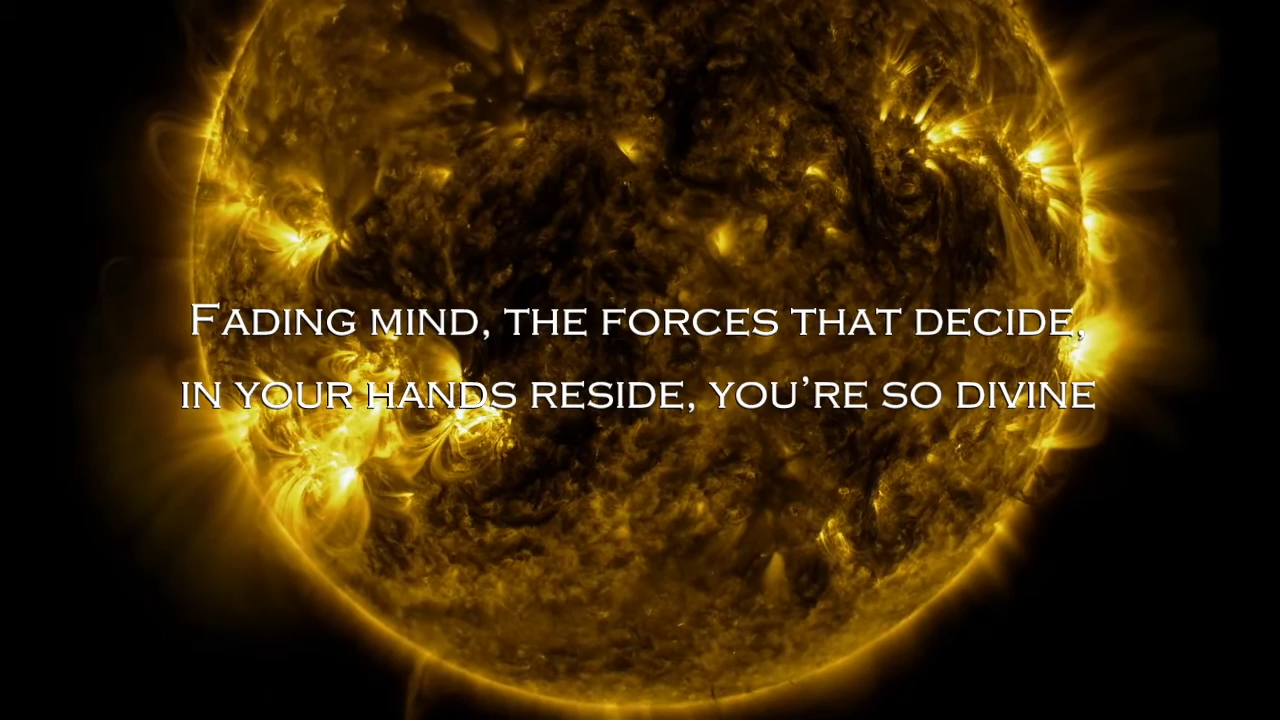 Fading mind, the forces that decide,
in your hands reside, you’re so divine